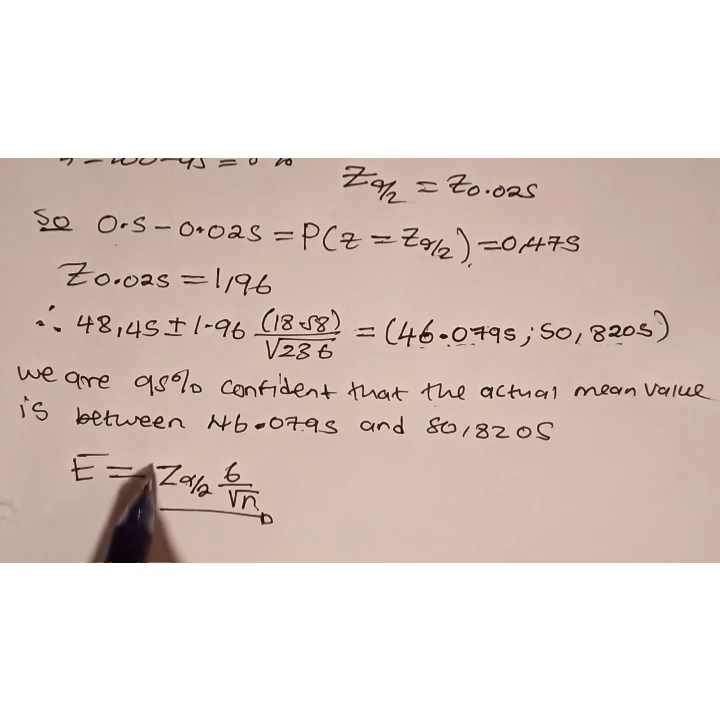 Zα/2 = Z0.025
So 0.5 - 0.025 = P(Z = Zα/2) = 0,475
Z0.025 = 1,96
∴ 48,45 ± 1.96 (18.58)/√236 = (46.0795; 50,8205)
we are 95% confident that the actual mean value
is between 46.0795 and 50,8205
E = Zα/2 σ/√n